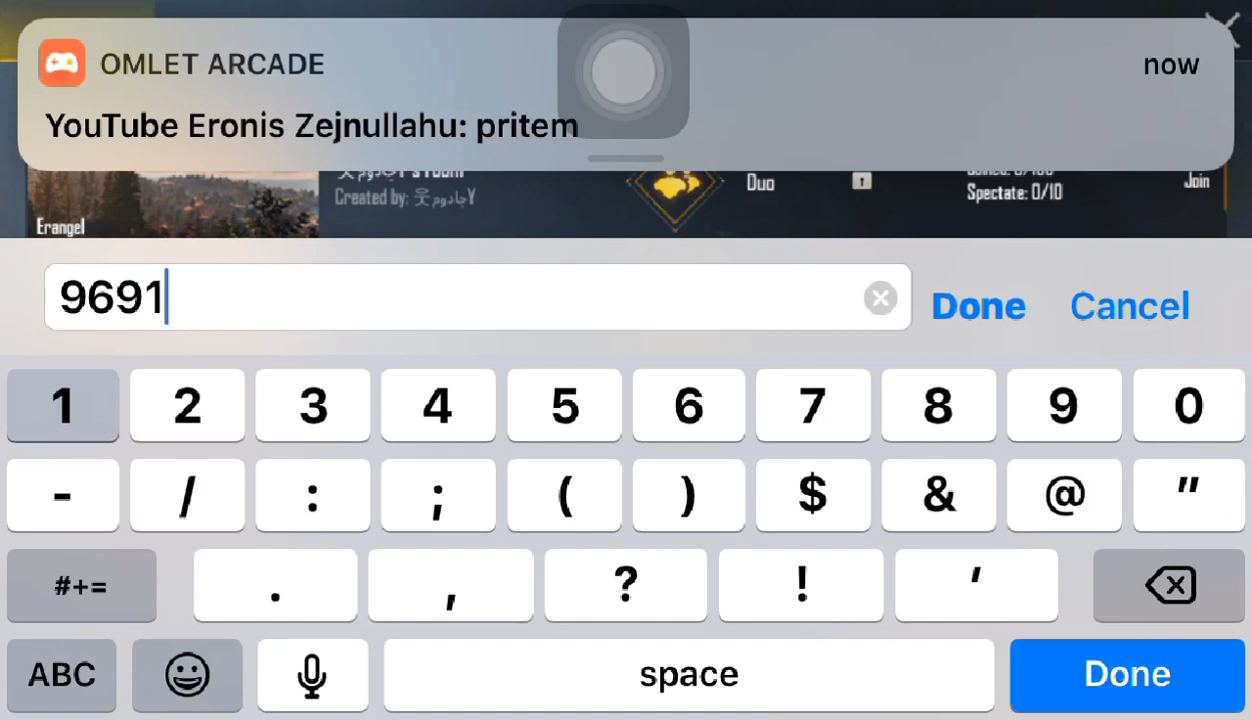 OMLET ARCADE
now
YouTube Eronis Zejnullahu: pritem
Duo
Join
Created by:
Spectate: 0/10
Erangel
9691
Done
Cancel
1 2 3 4 5 6 7 8 9 0
- / : ; ( ) $ & @ "
#+= . , ? ! '
ABC
space
Done